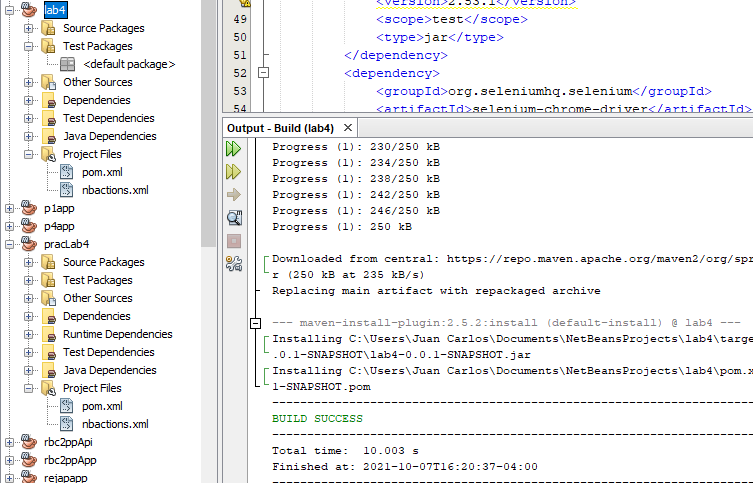 lab4
Source Packages
Test Packages
<default package>
Other Sources
Dependencies
Test Dependencies
Java Dependencies
Project Files
pom.xml
nbactions.xml
p1app
p4app
pracLab4
Source Packages
Test Packages
Other Sources
Dependencies
Runtime Dependencies
Test Dependencies
Java Dependencies
Project Files
pom.xml
nbactions.xml
rbc2ppApi
rbc2ppApp
rejapapp
<version>2.53.1</version>
49 <scope>test</scope>
50 <type>jar</type>
51 </dependency>
52 <dependency>
53 <groupId>org.seleniumhq.selenium</groupId>
54 <artifactId>selenium-chrome-driver</artifactId>
Output - Build (lab4) ×
Progress (1): 230/250 kB
Progress (1): 234/250 kB
Progress (1): 238/250 kB
Progress (1): 242/250 kB
Progress (1): 246/250 kB
Progress (1): 250 kB
Downloaded from central: https://repo.maven.apache.org/maven2/org/spr
r (250 kB at 235 kB/s)
Replacing main artifact with repackaged archive
--- maven-install-plugin:2.5.2:install (default-install) @ lab4 ---
Installing C:\Users\Juan Carlos\Documents\NetBeansProjects\lab4\targe
.0.1-SNAPSHOT\lab4-0.0.1-SNAPSHOT.jar
Installing C:\Users\Juan Carlos\Documents\NetBeansProjects\lab4\pom.x
1-SNAPSHOT.pom
BUILD SUCCESS
Total time:  10.003 s
Finished at: 2021-10-07T16:20:37-04:00